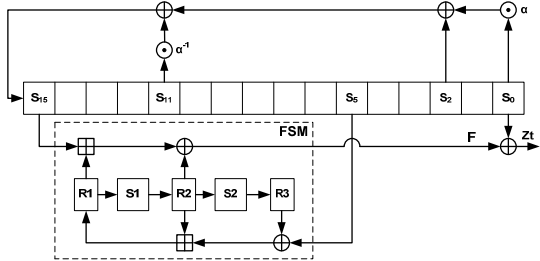 α
α⁻¹
S₁₅ S₁₁ S₅ S₂ S₀
FSM
F Zt
R1 S1 R2 S2 R3